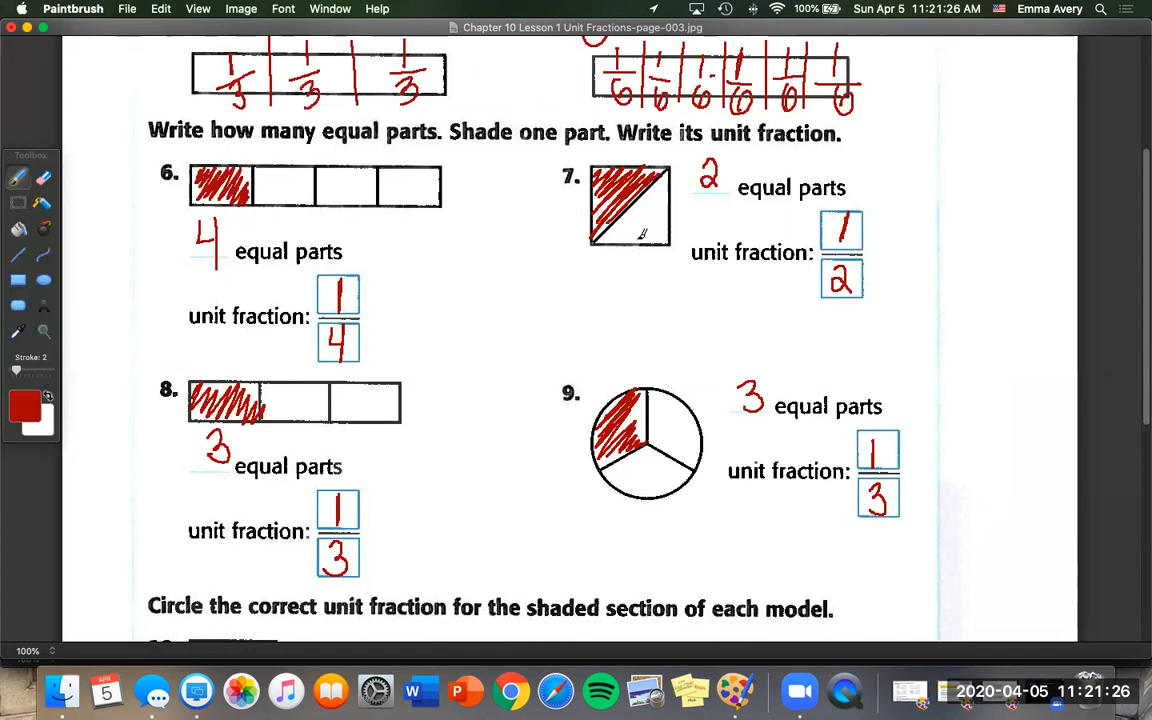 Paintbrush File Edit View Image Font Window Help 100% Sun Apr 5 11:21:26 AM Emma Avery
Chapter 10 Lesson 1 Unit Fractions-page-003.jpg
1/3 1/3 1/3
1/6 1/6 1/6 1/6 1/6 1/6
Write how many equal parts. Shade one part. Write its unit fraction.
6.
4 equal parts
unit fraction: 1/4
7.
2 equal parts
unit fraction: 1/2
8.
3 equal parts
unit fraction: 1/3
9.
3 equal parts
unit fraction: 1/3
Circle the correct unit fraction for the shaded section of each model.
Toolbox
Stroke: 2
100%
APR
5
2020-04-05 11:21:26